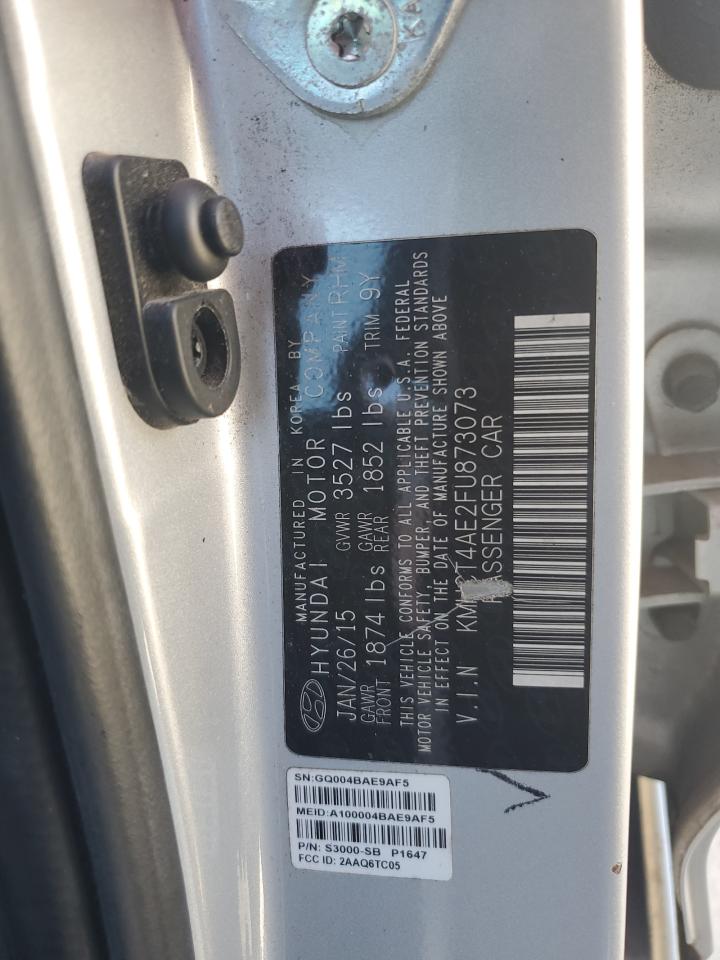 KA
MANUFACTURED IN KOREA BY
HYUNDAI MOTOR COMPANY
JAN/26/15 GVWR 3527 lbs PAINT RHM
GAWR FRONT 1874 lbs GAWR REAR 1852 lbs TRIM 9Y
THIS VEHICLE CONFORMS TO ALL APPLICABLE U.S.A. FEDERAL
MOTOR VEHICLE SAFETY, BUMPER, AND THEFT PREVENTION STANDARDS
IN EFFECT ON THE DATE OF MANUFACTURE SHOWN ABOVE
V.I.N T4AE2FU873073
PASSENGER CAR
SN:GQ004BAE9AF5
MEID:A100004BAE9AF5
P/N: S3000-SB P1647
FCC ID: 2AAQ6TC05